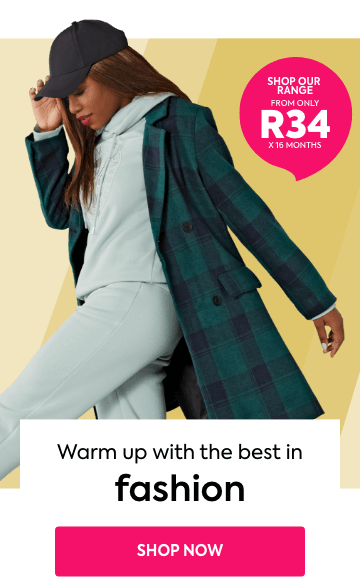 SHOP OUR
RANGE
FROM ONLY
R34
X 16 MONTHS
Warm up with the best in
fashion
SHOP NOW